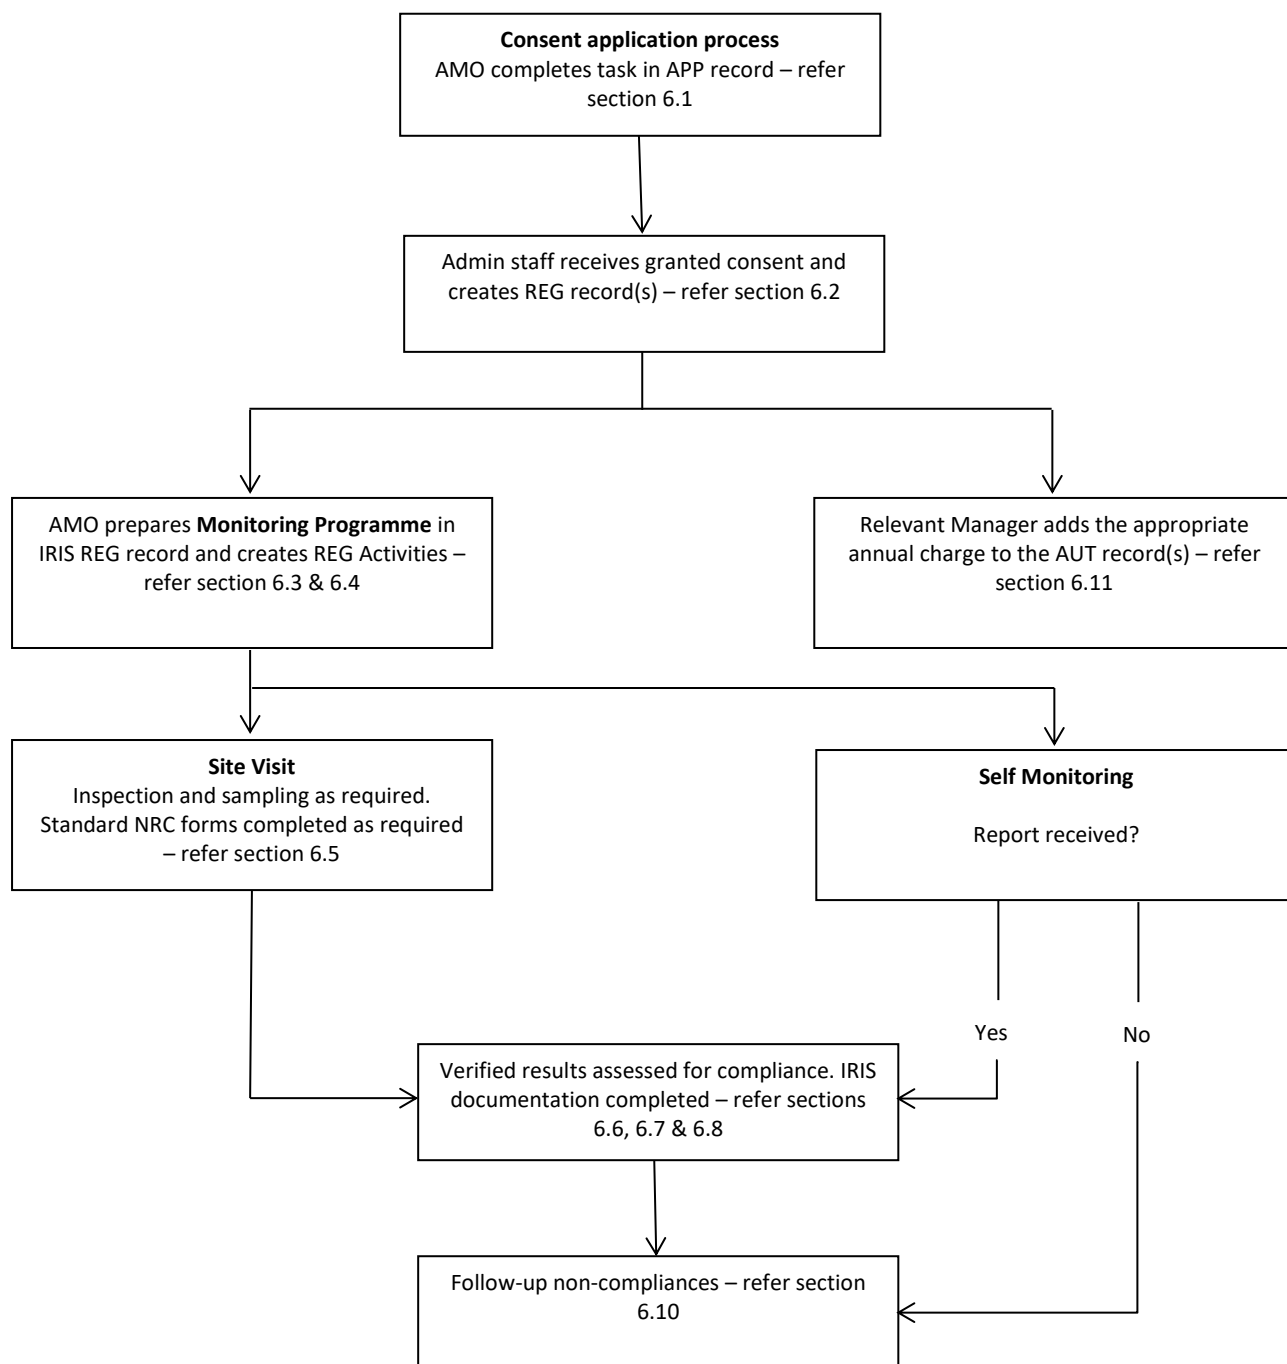 Consent application process
AMO completes task in APP record – refer
section 6.1
Admin staff receives granted consent and
creates REG record(s) – refer section 6.2
AMO prepares Monitoring Programme in
IRIS REG record and creates REG Activities –
refer section 6.3 & 6.4
Relevant Manager adds the appropriate
annual charge to the AUT record(s) – refer
section 6.11
Site Visit
Inspection and sampling as required.
Standard NRC forms completed as required
– refer section 6.5
Self Monitoring
Report received?
Yes
No
Verified results assessed for compliance. IRIS
documentation completed – refer sections
6.6, 6.7 & 6.8
Follow-up non-compliances – refer section
6.10